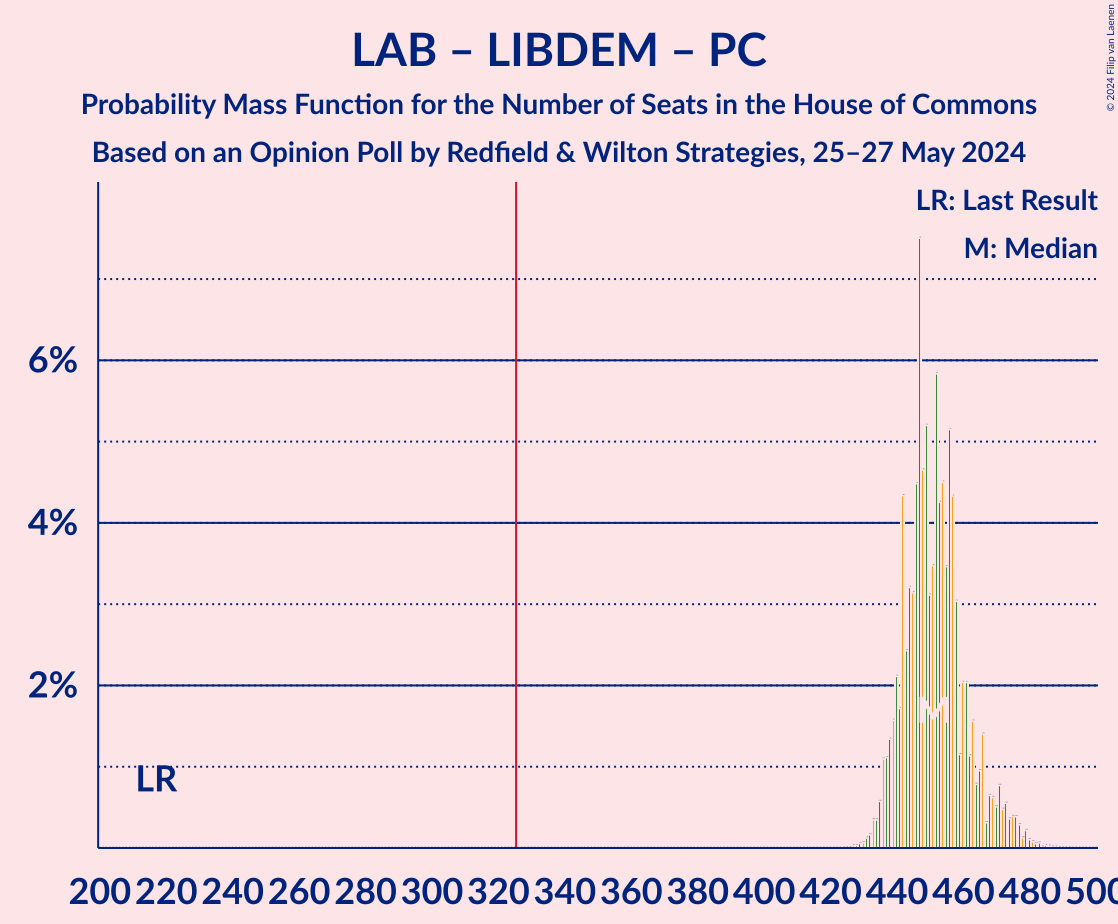 LAB – LIBDEM – PC
Probability Mass Function for the Number of Seats in the House of Commons
Based on an Opinion Poll by Redfield & Wilton Strategies, 25–27 May 2024
© 2024 Filip van Laenen
LR: Last Result
M: Median
6%
4%
2%
LR
200 220 240 260 280 300 320 340 360 380 400 420 440 460 480 500